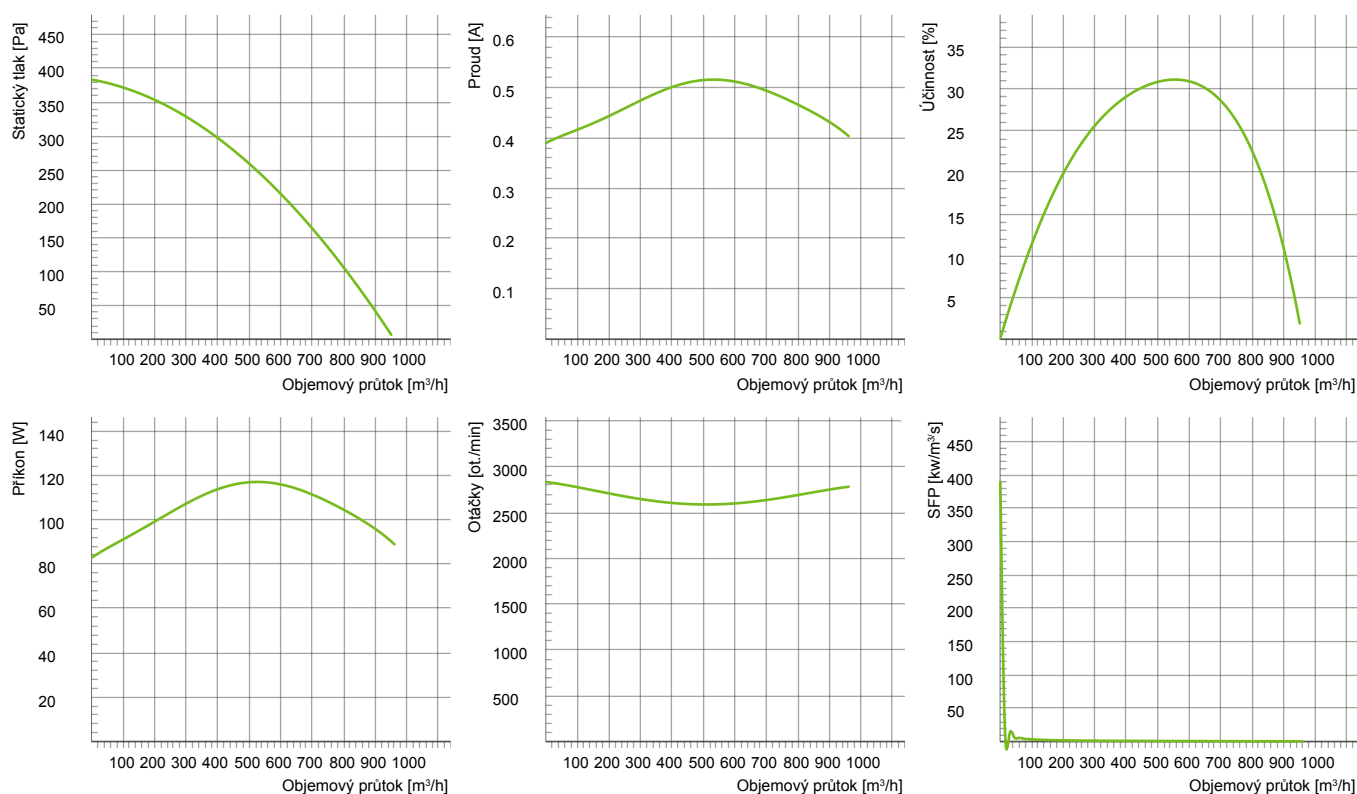 Statický tlak [Pa]
450
400
350
300
250
200
150
100
50
100 200 300 400 500 600 700 800 900 1000
Objemový průtok [m³/h]
Proud [A]
0.6
0.5
0.4
0.3
0.2
0.1
100 200 300 400 500 600 700 800 900 1000
Objemový průtok [m³/h]
Účinnost [%]
35
30
25
20
15
10
5
100 200 300 400 500 600 700 800 900 1000
Objemový průtok [m³/h]
Příkon [W]
140
120
100
80
60
40
20
100 200 300 400 500 600 700 800 900 1000
Objemový průtok [m³/h]
Otáčky [ot./min]
3500
3000
2500
2000
1500
1000
500
100 200 300 400 500 600 700 800 900 1000
Objemový průtok [m³/h]
SFP [kw/m³/s]
450
400
350
300
250
200
150
100
50
100 200 300 400 500 600 700 800 900 1000
Objemový průtok [m³/h]